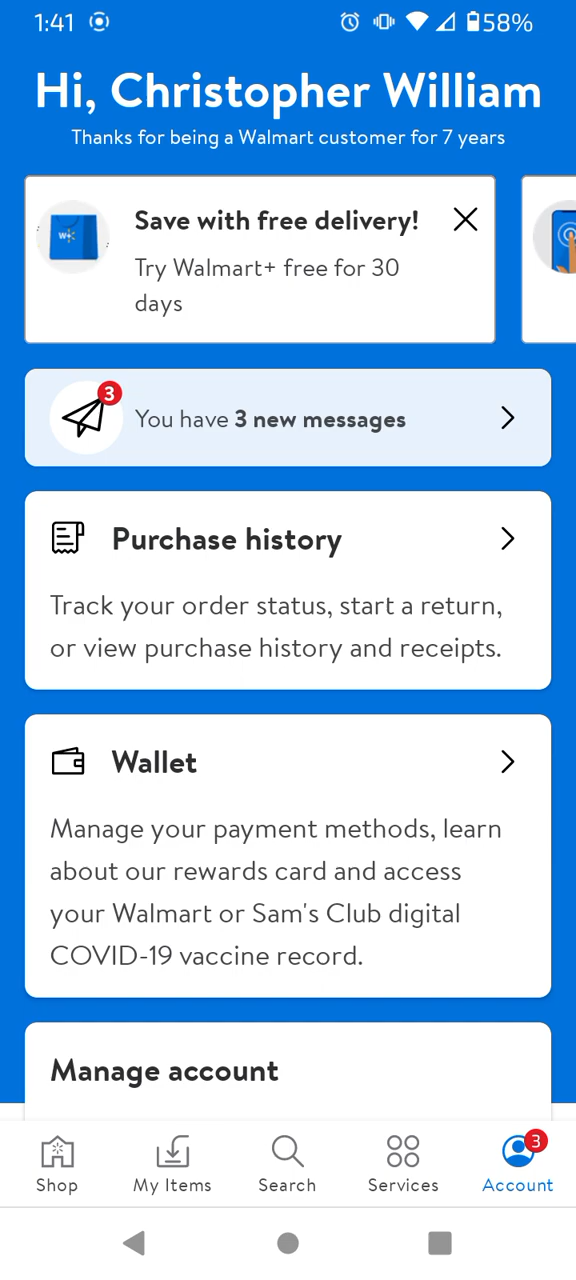 1:41 58%
Hi, Christopher William
Thanks for being a Walmart customer for 7 years
Save with free delivery!
Try Walmart+ free for 30
days
3
You have 3 new messages
Purchase history
Track your order status, start a return,
or view purchase history and receipts.
Wallet
Manage your payment methods, learn
about our rewards card and access
your Walmart or Sam's Club digital
COVID-19 vaccine record.
Manage account
3
Shop My Items Search Services Account